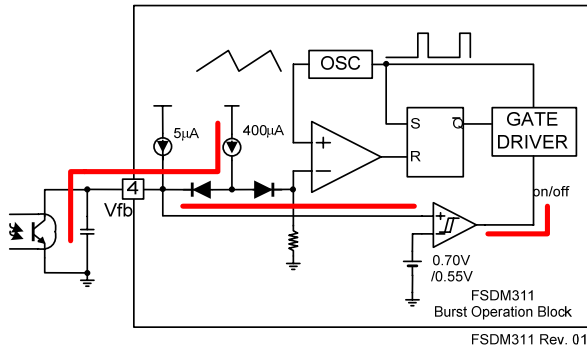 OSC
5µA
400µA
S
Q
R
GATE
DRIVER
+
−
4
Vfb
on/off
+
−
0.70V
/0.55V
FSDM311
Burst Operation Block
FSDM311 Rev. 01